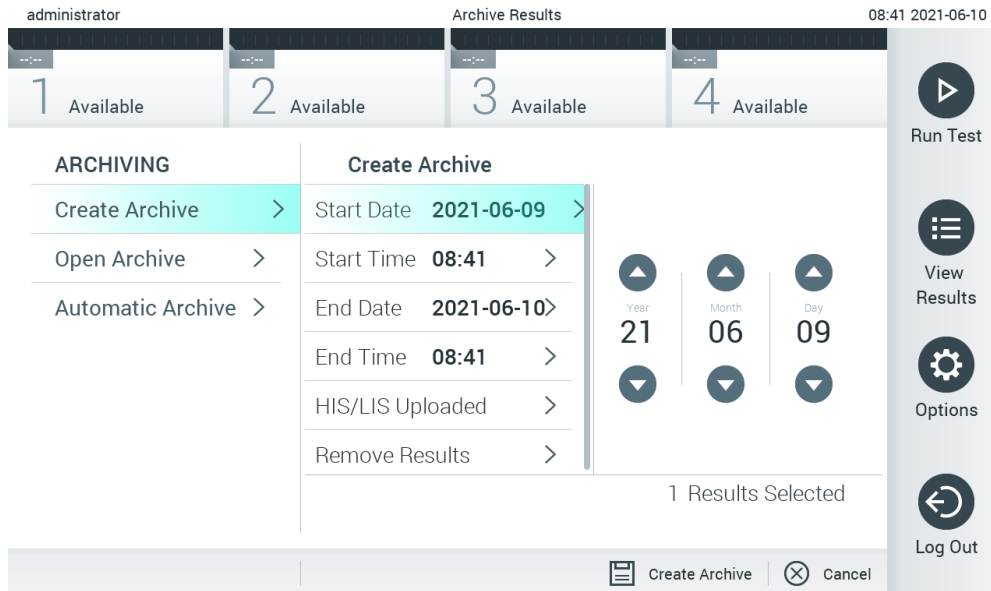 administrator
Archive Results
08:41 2021-06-10
--:--
1 Available
--:--
2 Available
--:--
3 Available
--:--
4 Available
Run Test
View
Results
Options
Log Out
ARCHIVING
Create Archive
Open Archive
Automatic Archive
Create Archive
Start Date 2021-06-09
Start Time 08:41
End Date 2021-06-10
End Time 08:41
HIS/LIS Uploaded
Remove Results
Year
21
Month
06
Day
09
1 Results Selected
Create Archive
Cancel